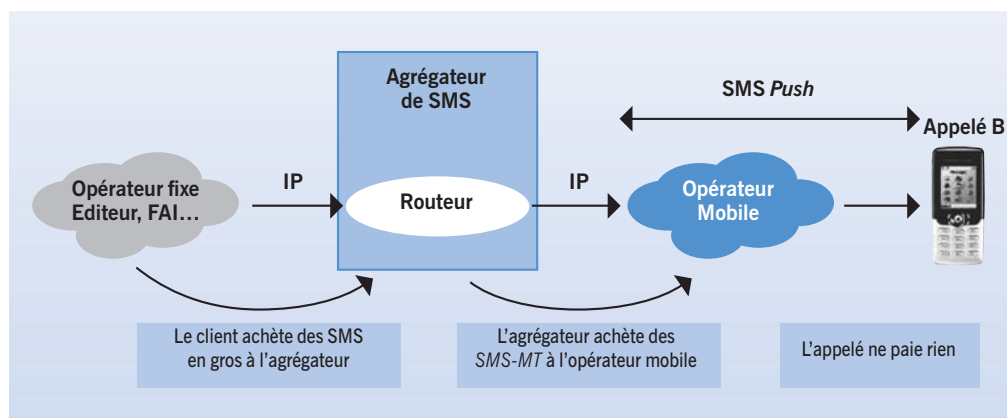 Agrégateur
de SMS
SMS Push
Appelé B
Opérateur fixe
Editeur, FAI...
IP
Routeur
IP
Opérateur
Mobile
Le client achète des SMS
en gros à l'agrégateur
L'agrégateur achète des
SMS-MT à l'opérateur mobile
L'appelé ne paie rien